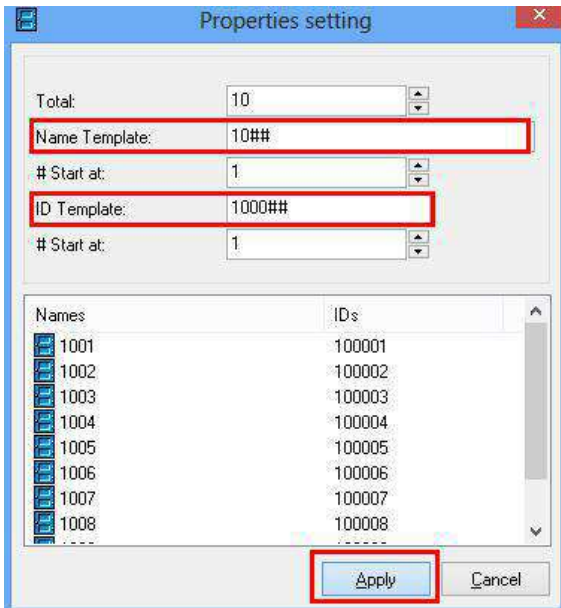 Properties setting
Total: 10
Name Template: 10##
# Start at: 1
ID Template: 1000##
# Start at: 1
Names IDs
1001 100001
1002 100002
1003 100003
1004 100004
1005 100005
1006 100006
1007 100007
1008 100008
Apply Cancel